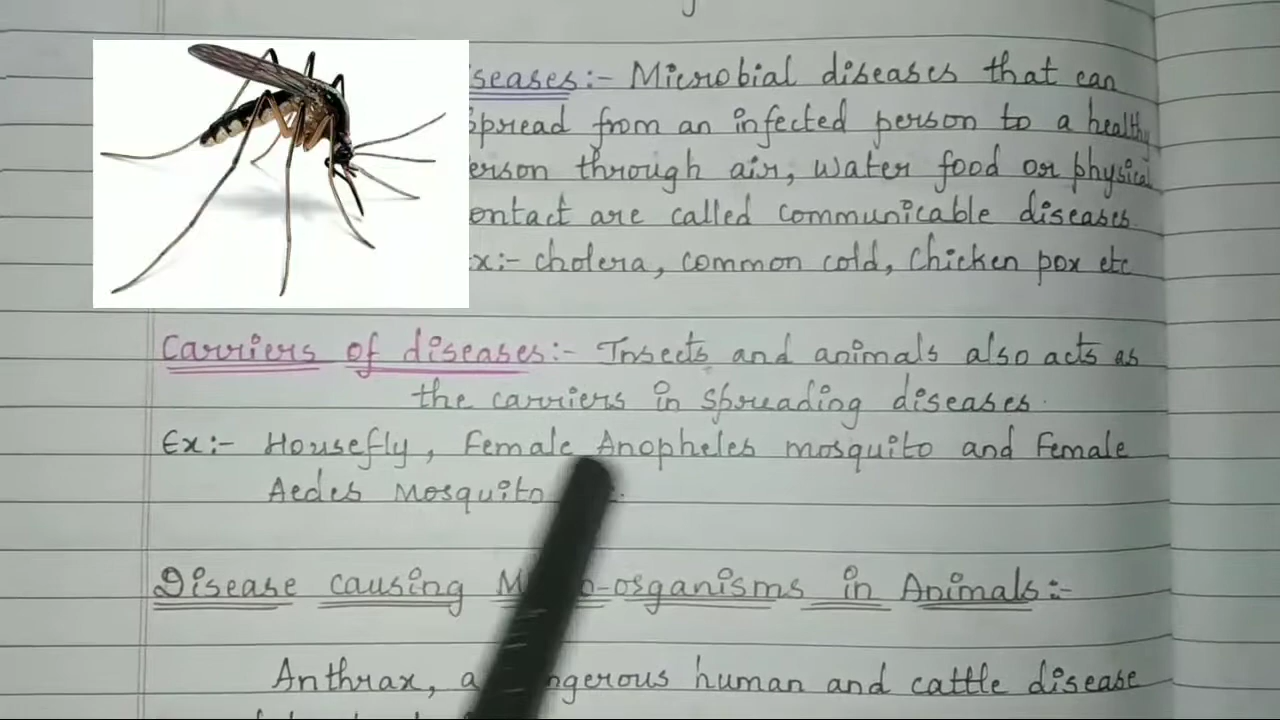 iseases:- Microbial diseases that can
spread from an infected person to a healthy
erson through air, water food or physical
ontact are called communicable diseases.
x:- cholera, common cold, chicken pox etc
Carriers of diseases:- Insects and animals also acts as
the carriers in spreading diseases.
Ex:- Housefly, Female Anopheles mosquito and Female
Aedes Mosquito
Disease causing o-organisms in Animals:-
Anthrax, a ngerous human and cattle disease